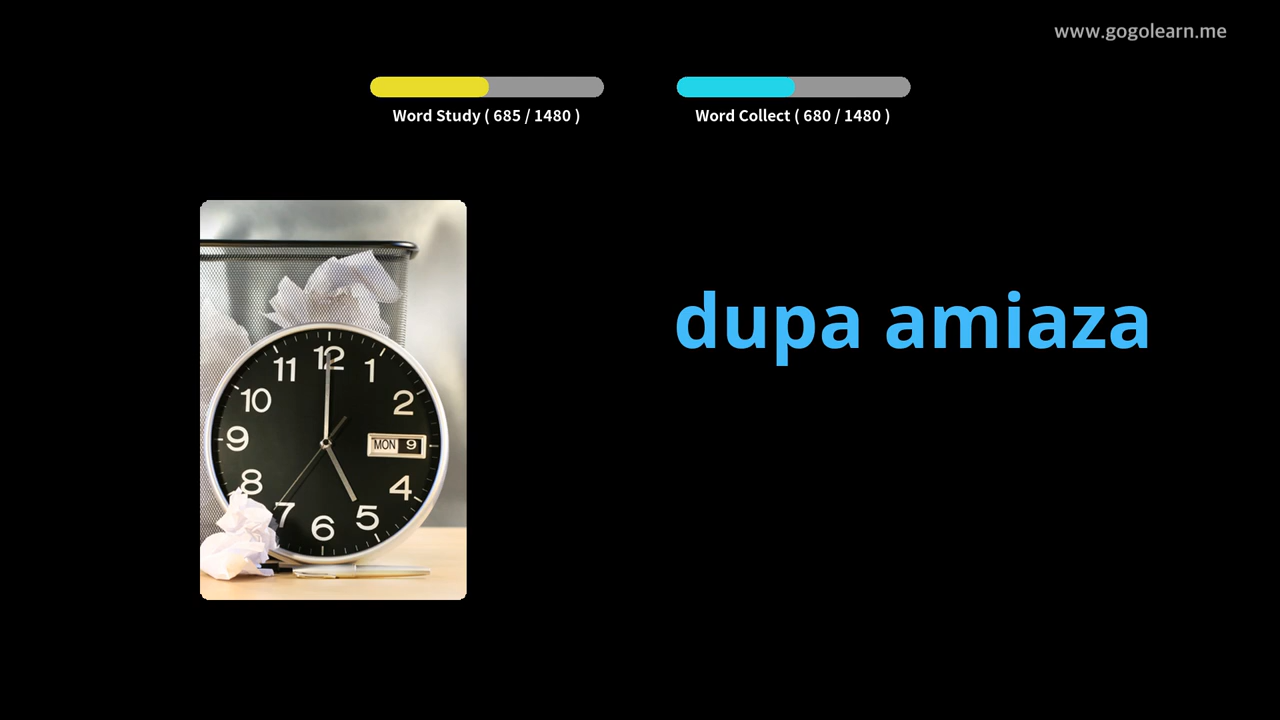 www.gogolearn.me
Word Study ( 685 / 1480 )
Word Collect ( 680 / 1480 )
dupa amiaza
12
11
1
10
2
9
MON 9
8
4
7
5
6